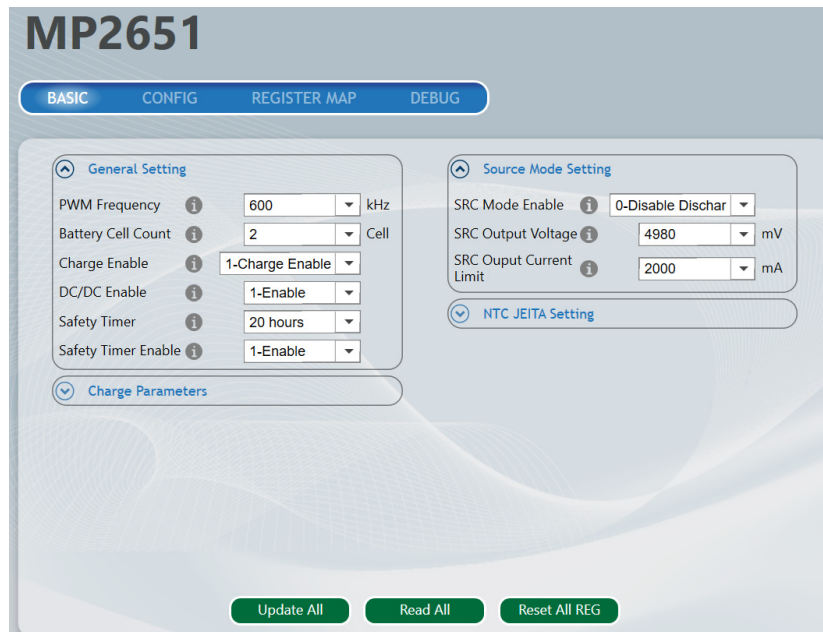 MP2651
BASIC CONFIG REGISTER MAP DEBUG
General Setting
PWM Frequency 600 kHz
Battery Cell Count 2 Cell
Charge Enable 1-Charge Enable
DC/DC Enable 1-Enable
Safety Timer 20 hours
Safety Timer Enable 1-Enable
Charge Parameters
Source Mode Setting
SRC Mode Enable 0-Disable Dischar
SRC Output Voltage 4980 mV
SRC Ouput Current
Limit 2000 mA
NTC JEITA Setting
Update All Read All Reset All REG